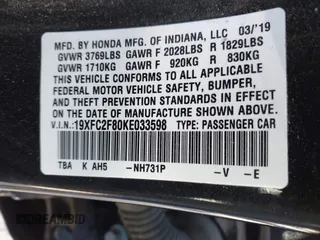 MFD. BY HONDA MFG. OF INDIANA, LLC 03/'19
GVWR 3769LBS GAWR F 2028LBS R 1829LBS
GVWR 1710KG GAWR F 920KG R 830KG
THIS VEHICLE CONFORMS TO ALL APPLICABLE
FEDERAL MOTOR VEHICLE SAFETY, BUMPER,
AND THEFT PREVENTION STANDARDS IN EFFECT
ON THE DATE OF MANUFACTURE SHOWN ABOVE.
V.I.N.: 19XFC2F80KE033598 TYPE: PASSENGER CAR
TBA K AH5 -NH731P -V -E
DREAMBID